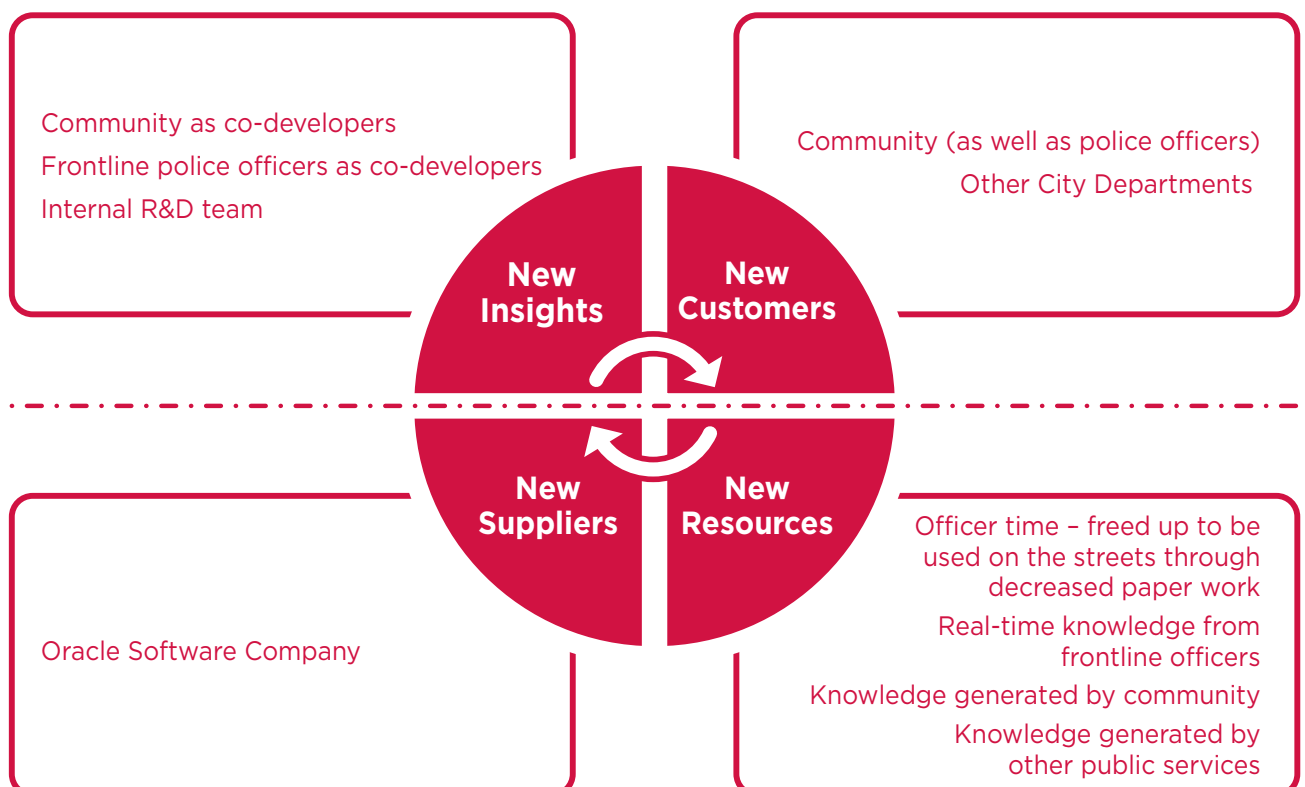 Community as co-developers
Frontline police officers as co-developers
Internal R&D team
Community (as well as police officers)
Other City Departments
New
Insights
New
Customers
New
Suppliers
New
Resources
Oracle Software Company
Officer time – freed up to be
used on the streets through
decreased paper work
Real-time knowledge from
frontline officers
Knowledge generated by community
Knowledge generated by
other public services